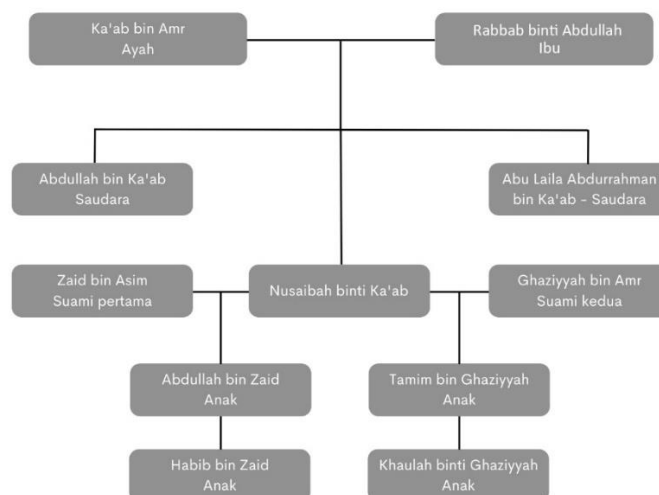 Ka'ab bin Amr
Ayah
Rabbab binti Abdullah
Ibu
Abdullah bin Ka'ab
Saudara
Abu Laila Abdurrahman
bin Ka'ab - Saudara
Zaid bin Asim
Suami pertama
Nusaibah binti Ka'ab
Ghaziyyah bin Amr
Suami kedua
Abdullah bin Zaid
Anak
Tamim bin Ghaziyyah
Anak
Habib bin Zaid
Anak
Khaulah binti Ghaziyyah
Anak